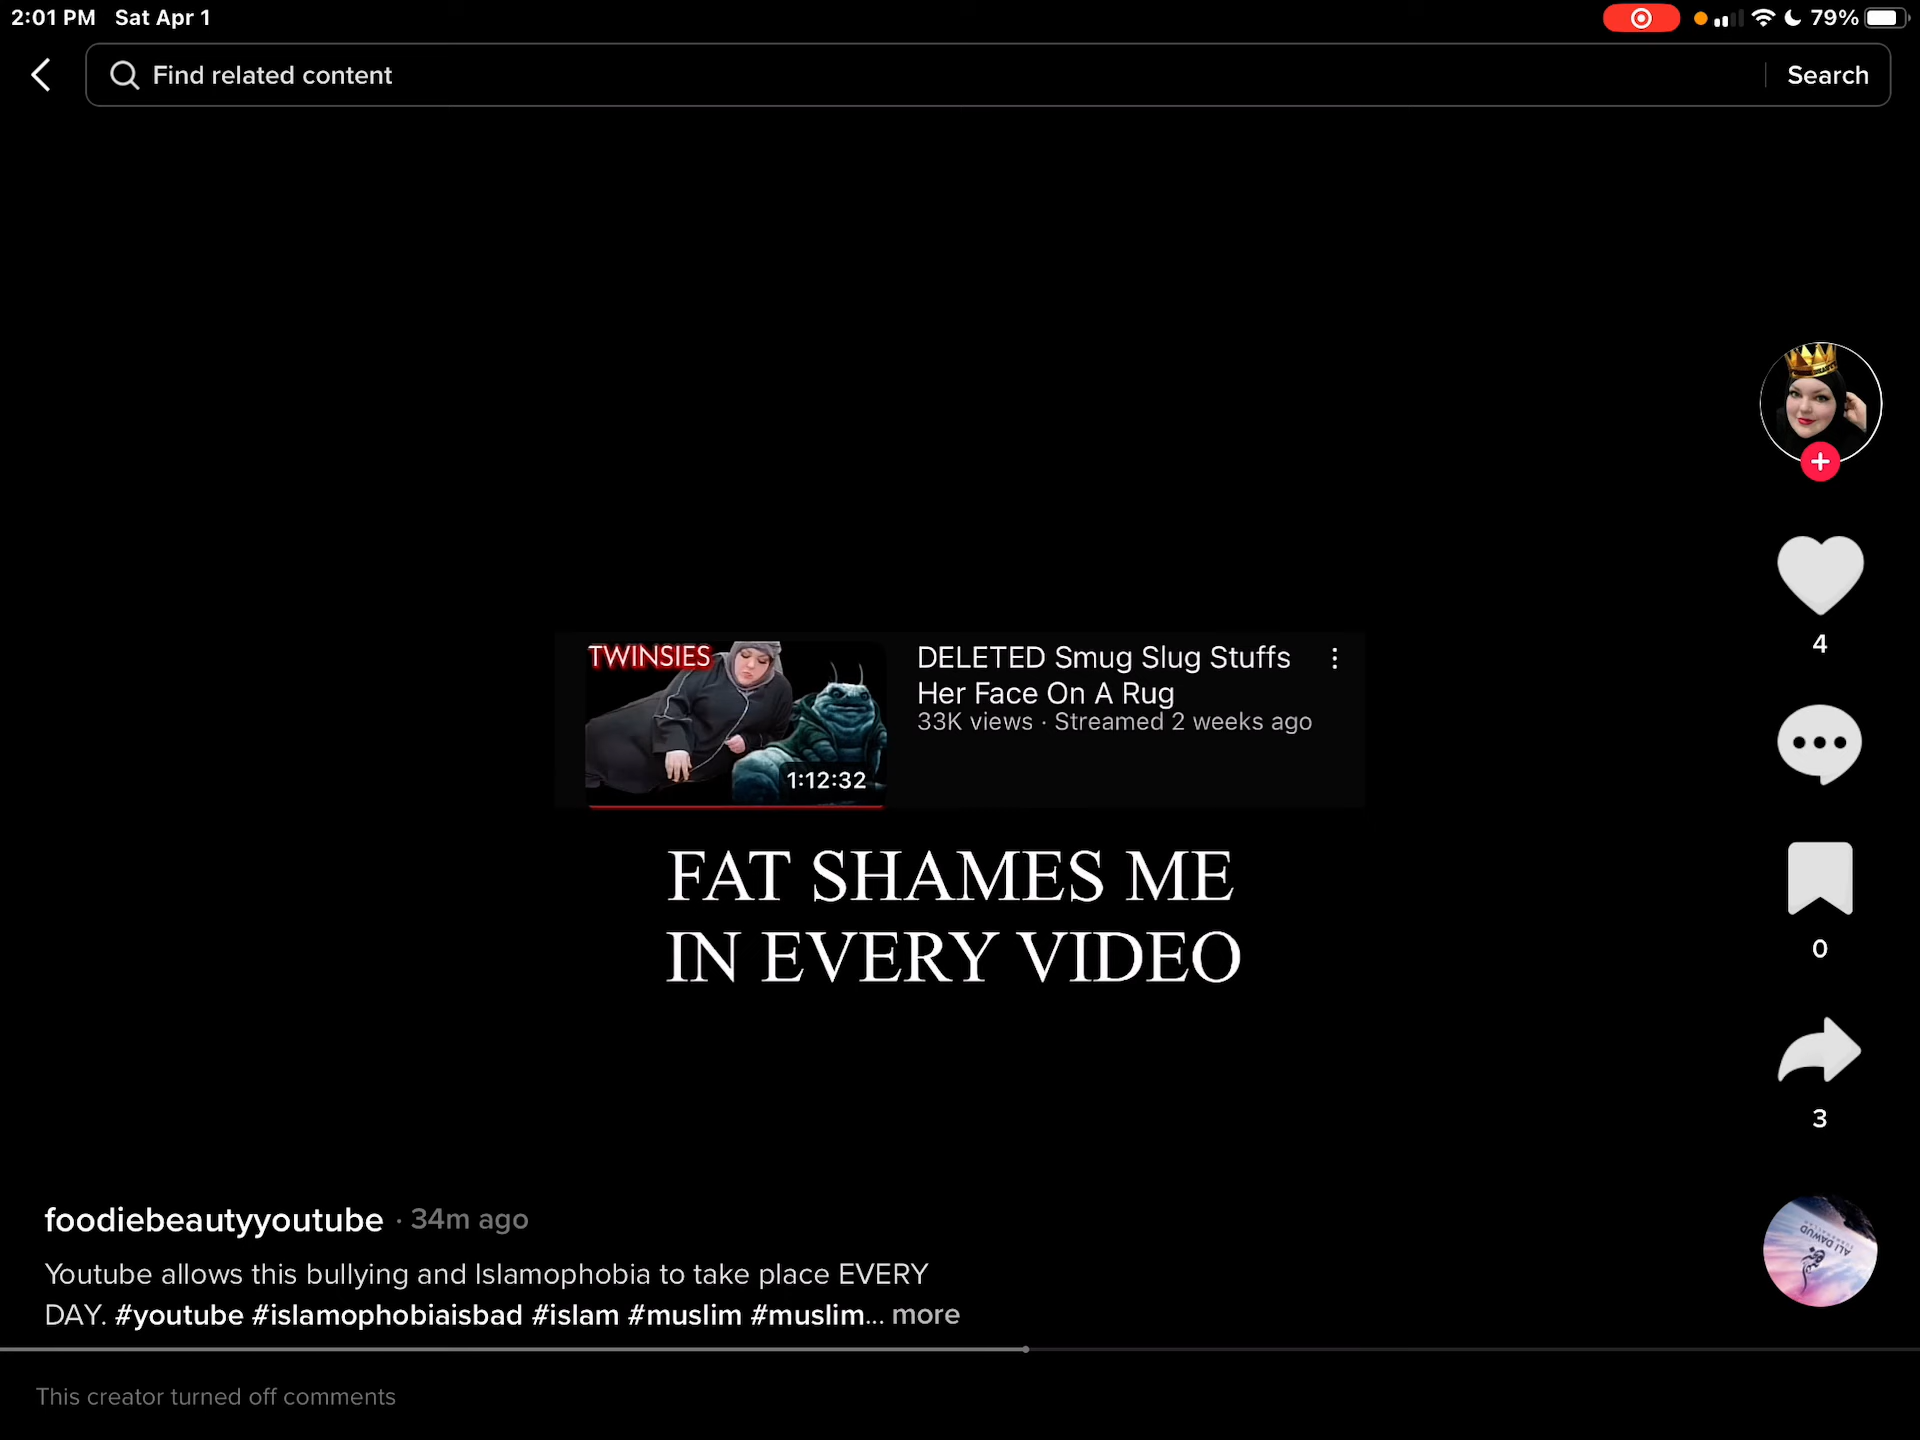 2:01 PM Sat Apr 1
79%
Find related content
Search
TWINSIES
1:12:32
DELETED Smug Slug Stuffs
Her Face On A Rug
33K views · Streamed 2 weeks ago
FAT SHAMES ME
IN EVERY VIDEO
4
0
3
foodiebeautyyoutube · 34m ago
Youtube allows this bullying and Islamophobia to take place EVERY
DAY. #youtube #islamophobiaisbad #islam #muslim #muslim... more
ALI DAWUD
This creator turned off comments